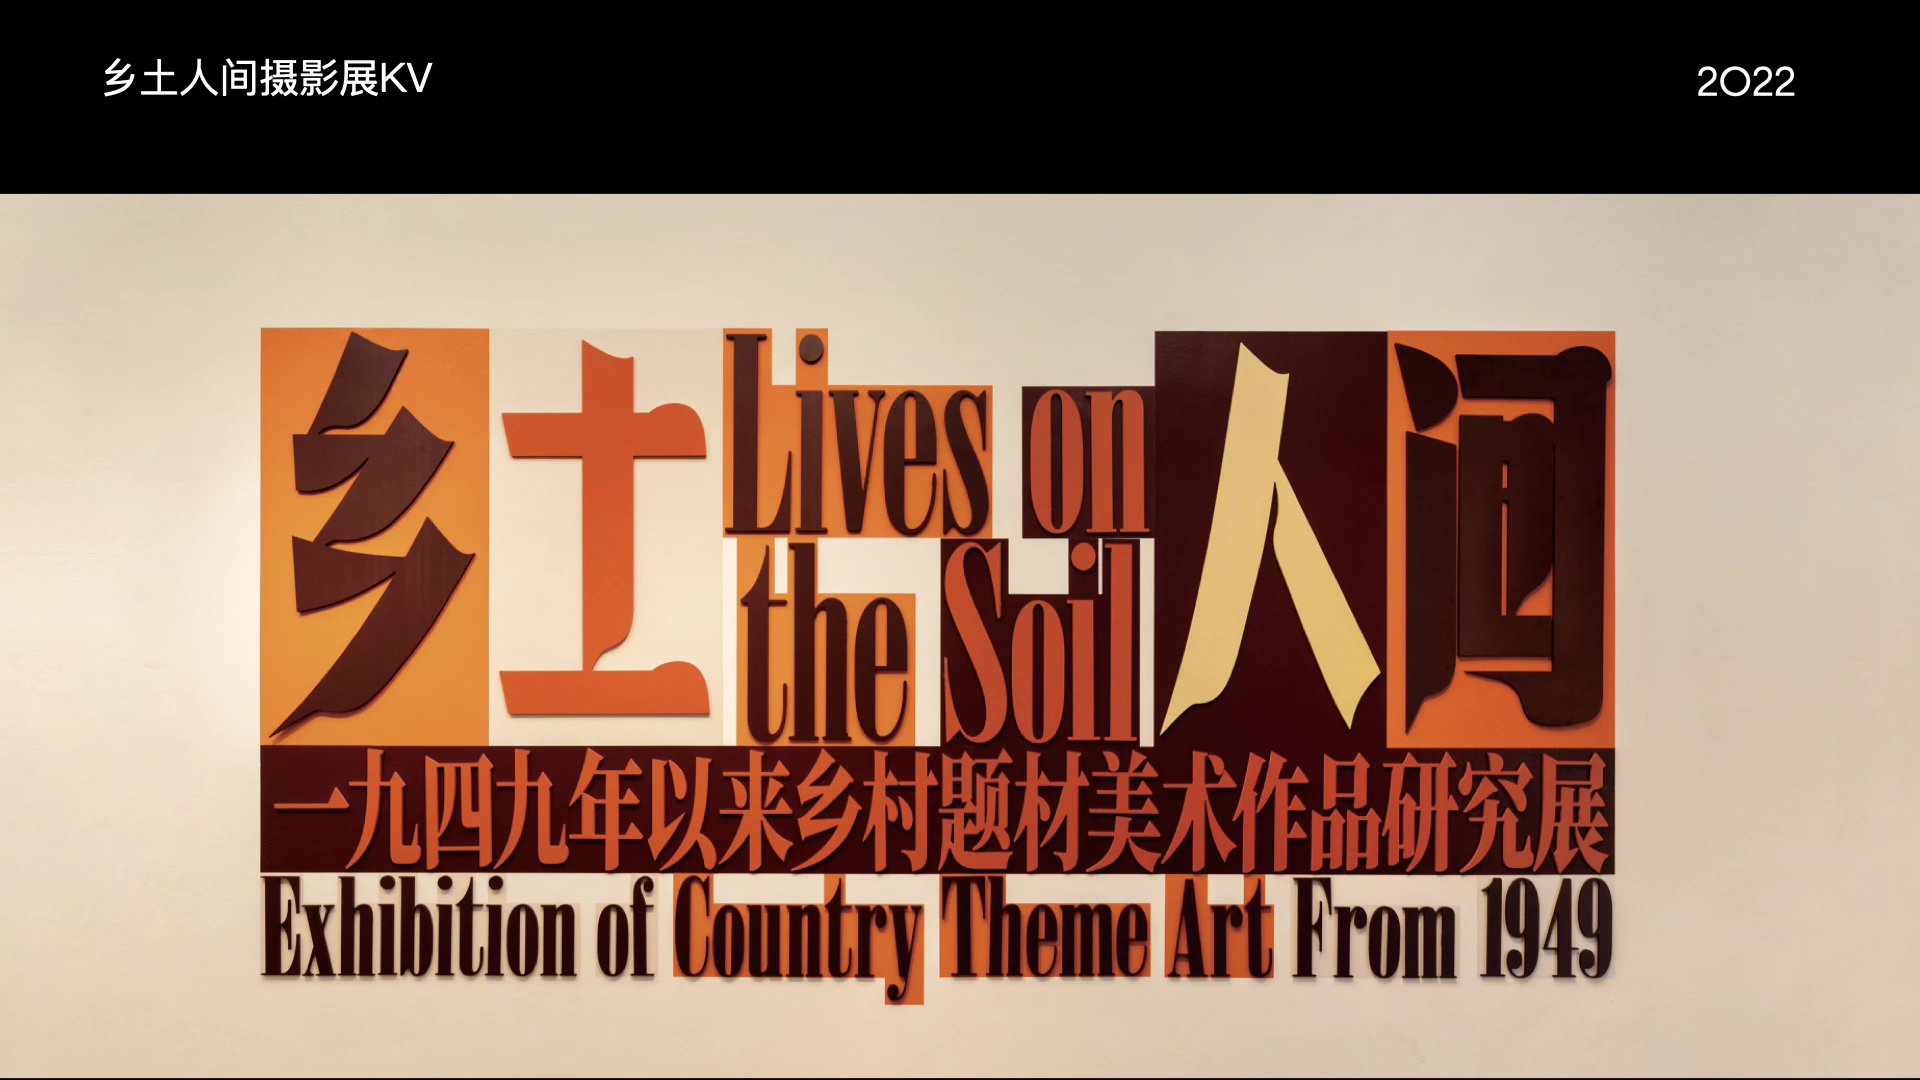 乡土人间摄影展KV
2022
乡土
Lives on
the Soil
人间
一九四九年以来乡村题材美术作品研究展
Exhibition of Country Theme Art From 1949